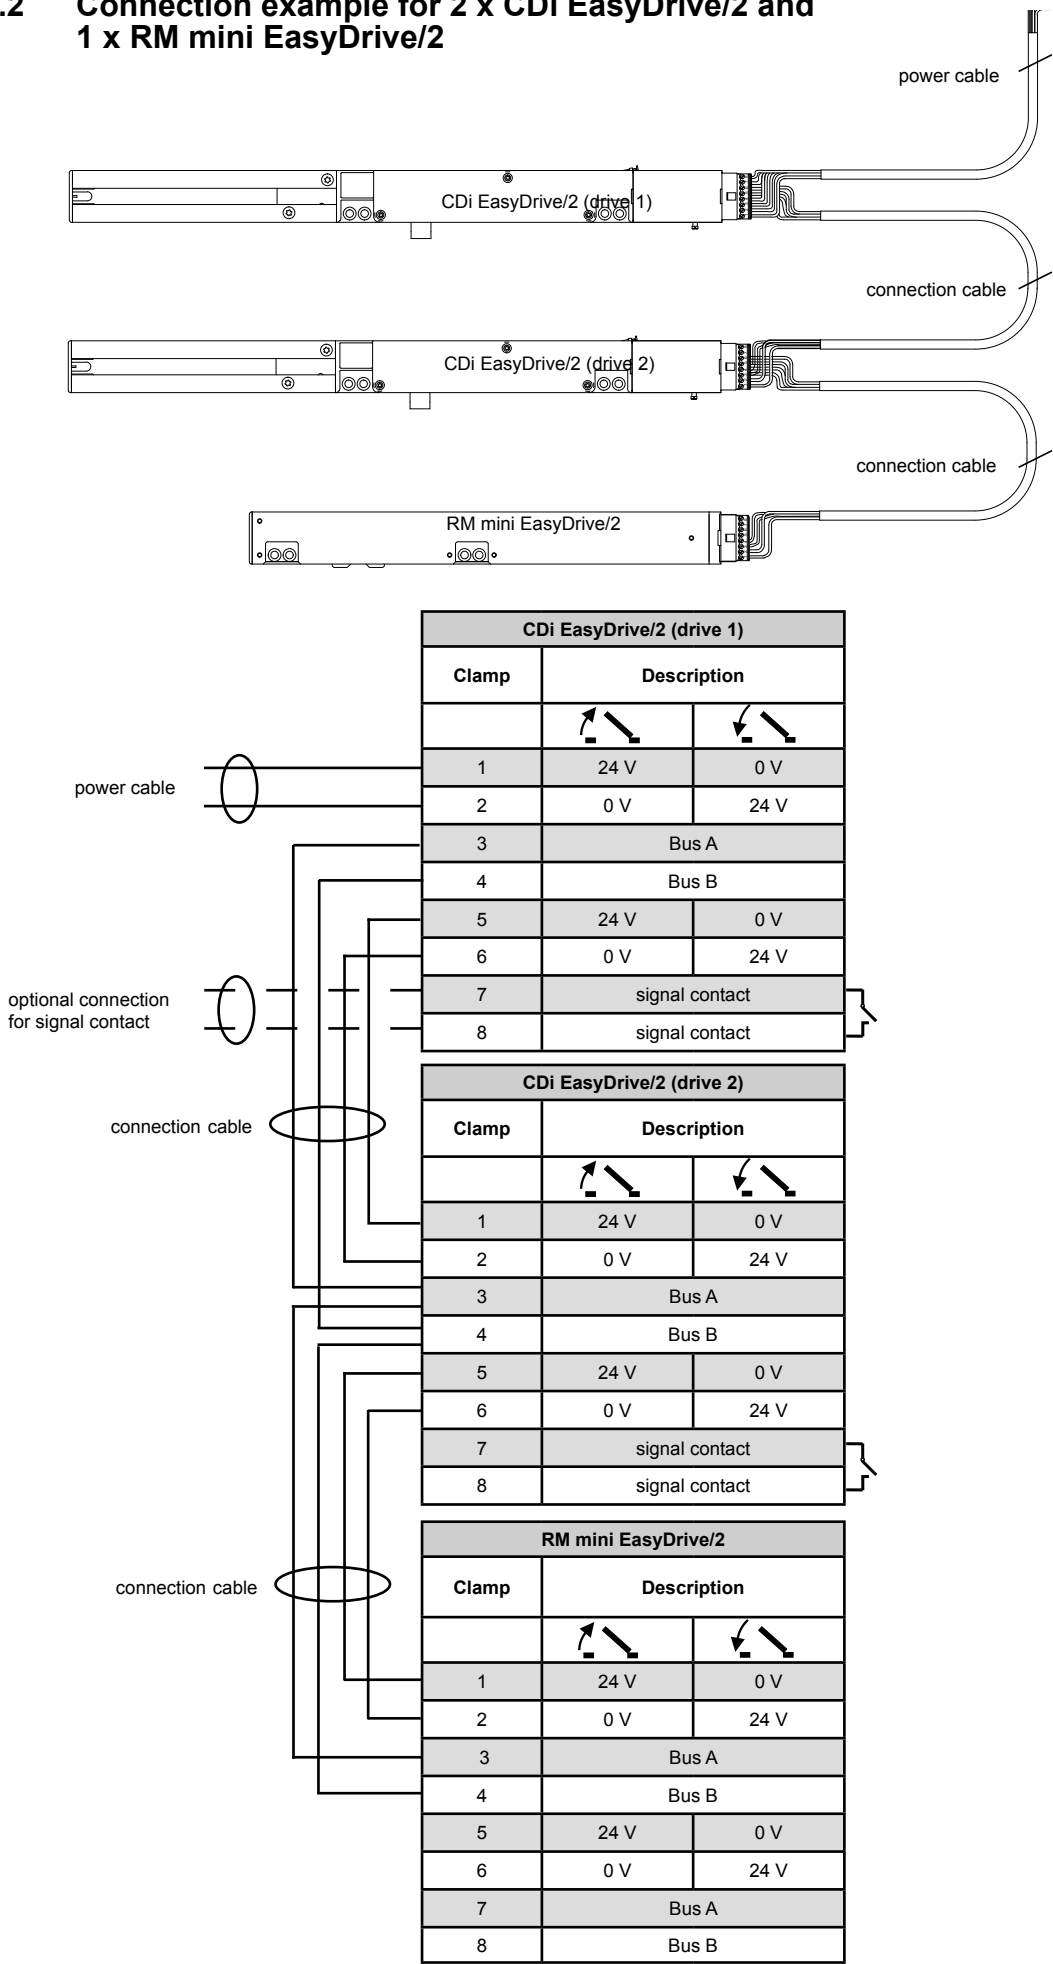 .2 Connection example for 2 x CDi EasyDrive/2 and
1 x RM mini EasyDrive/2
power cable
CDi EasyDrive/2 (drive 1)
connection cable
CDi EasyDrive/2 (drive 2)
connection cable
RM mini EasyDrive/2
CDi EasyDrive/2 (drive 1)
Clamp Description
power cable
1 24 V 0 V
2 0 V 24 V
3 Bus A
4 Bus B
5 24 V 0 V
6 0 V 24 V
optional connection
for signal contact
7 signal contact
8 signal contact
CDi EasyDrive/2 (drive 2)
connection cable
Clamp Description
1 24 V 0 V
2 0 V 24 V
3 Bus A
4 Bus B
5 24 V 0 V
6 0 V 24 V
7 signal contact
8 signal contact
RM mini EasyDrive/2
connection cable
Clamp Description
1 24 V 0 V
2 0 V 24 V
3 Bus A
4 Bus B
5 24 V 0 V
6 0 V 24 V
7 Bus A
8 Bus B